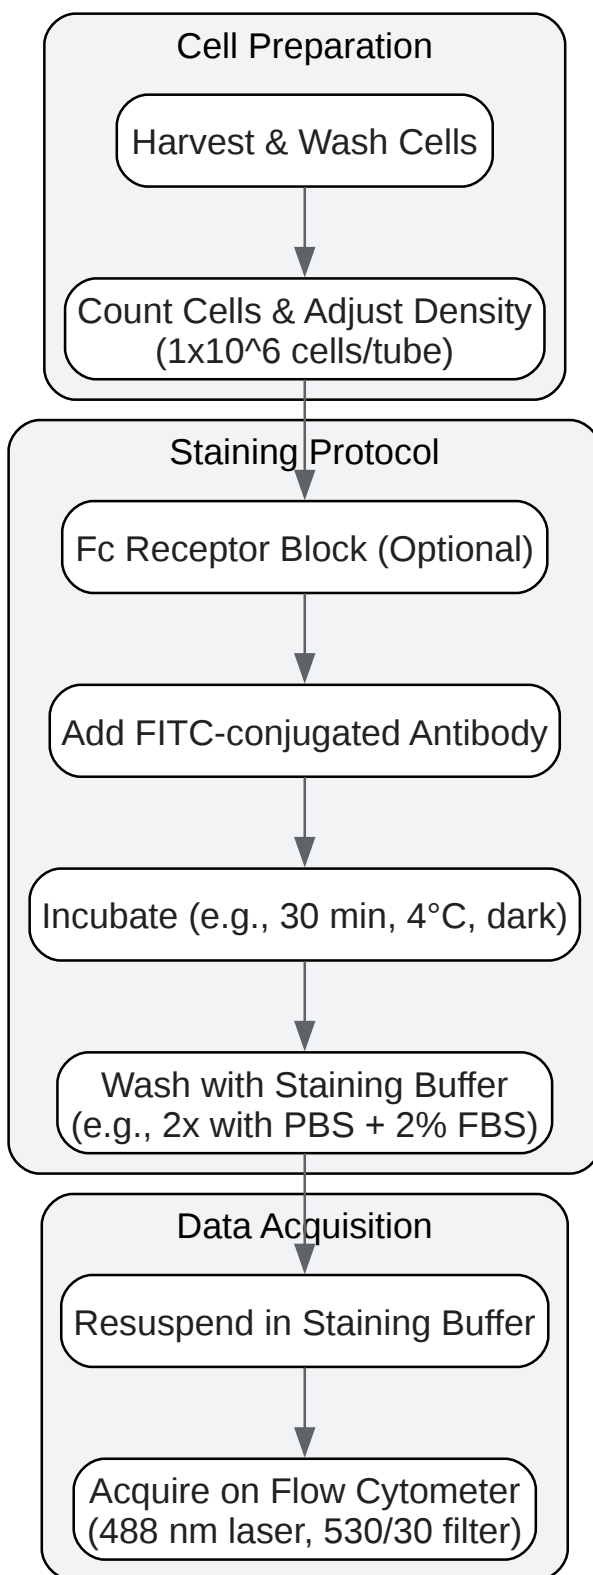 Cell Preparation
Harvest & Wash Cells
Count Cells & Adjust Density
(1x10^6 cells/tube)
Staining Protocol
Fc Receptor Block (Optional)
Add FITC-conjugated Antibody
Incubate (e.g., 30 min, 4°C, dark)
Wash with Staining Buffer
(e.g., 2x with PBS + 2% FBS)
Data Acquisition
Resuspend in Staining Buffer
Acquire on Flow Cytometer
(488 nm laser, 530/30 filter)